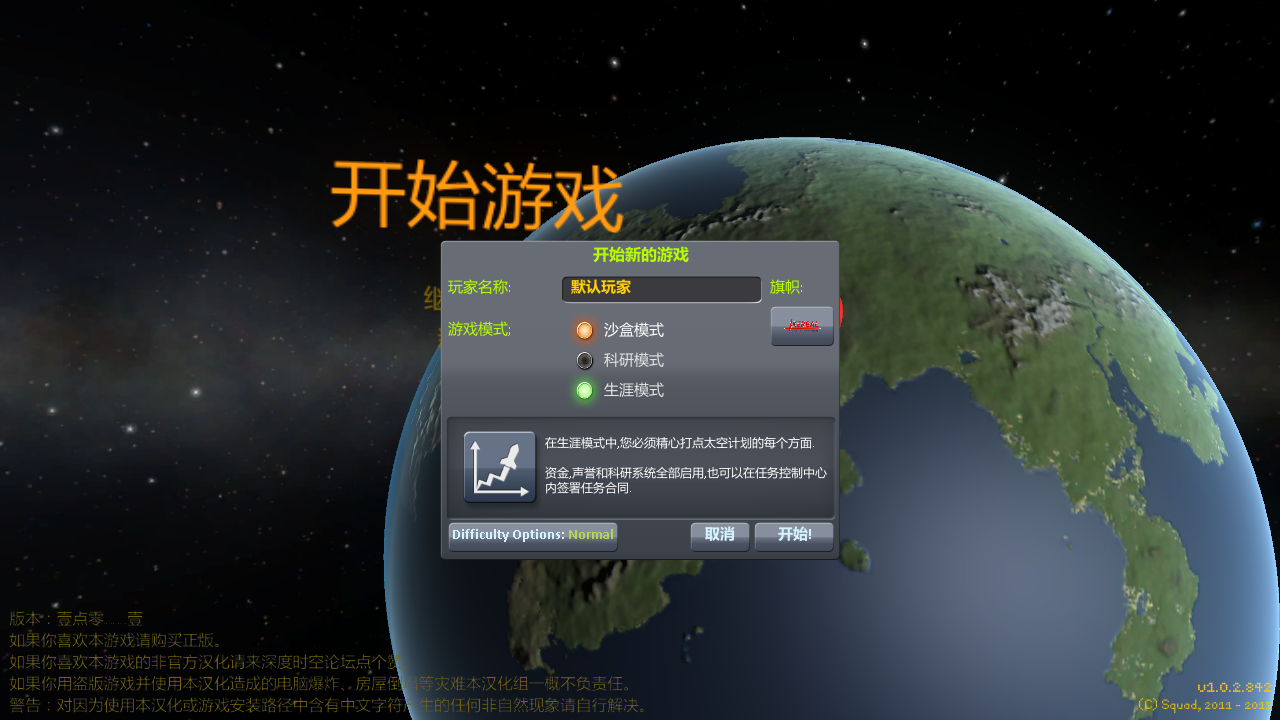 开始游戏
开始新的游戏
玩家名称:
默认玩家
旗帜:
继
游戏模式:
沙盒模式
科研模式
生涯模式
在生涯模式中,您必须精心打点太空计划的每个方面.
资金,声誉和科研系统全部启用,也可以在任务控制中心
内签署任务合同.
Difficulty Options: Normal
取消
开始!
版本：壹点零......壹
如果你喜欢本游戏请购买正版。
如果你喜欢本游戏的非官方汉化请来深度时空论坛点个赞
如果你用盗版游戏并使用本汉化造成的电脑爆炸、房屋倒塌等灾难本汉化组一概不负责任。
警告：对因为使用本汉化或游戏安装路径中含有中文字符产生的任何非自然现象请自行解决。
v1.0.2.842
(C) Squad, 2011 - 2015